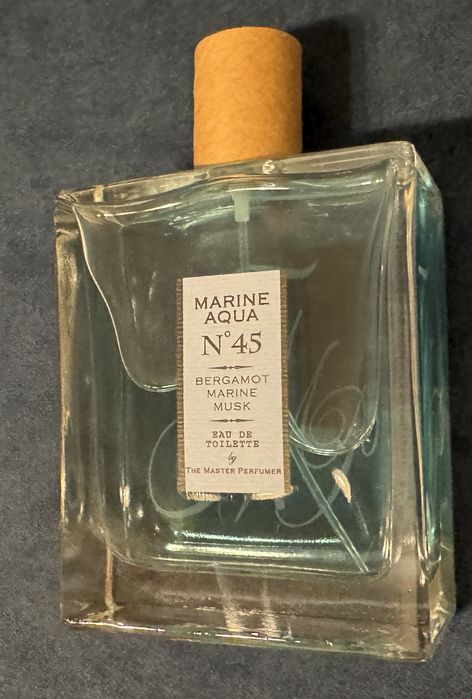 MARINE
AQUA
N°45
BERGAMOT
MARINE
MUSK
EAU DE
TOILETTE
by
THE MASTER PERFUMER